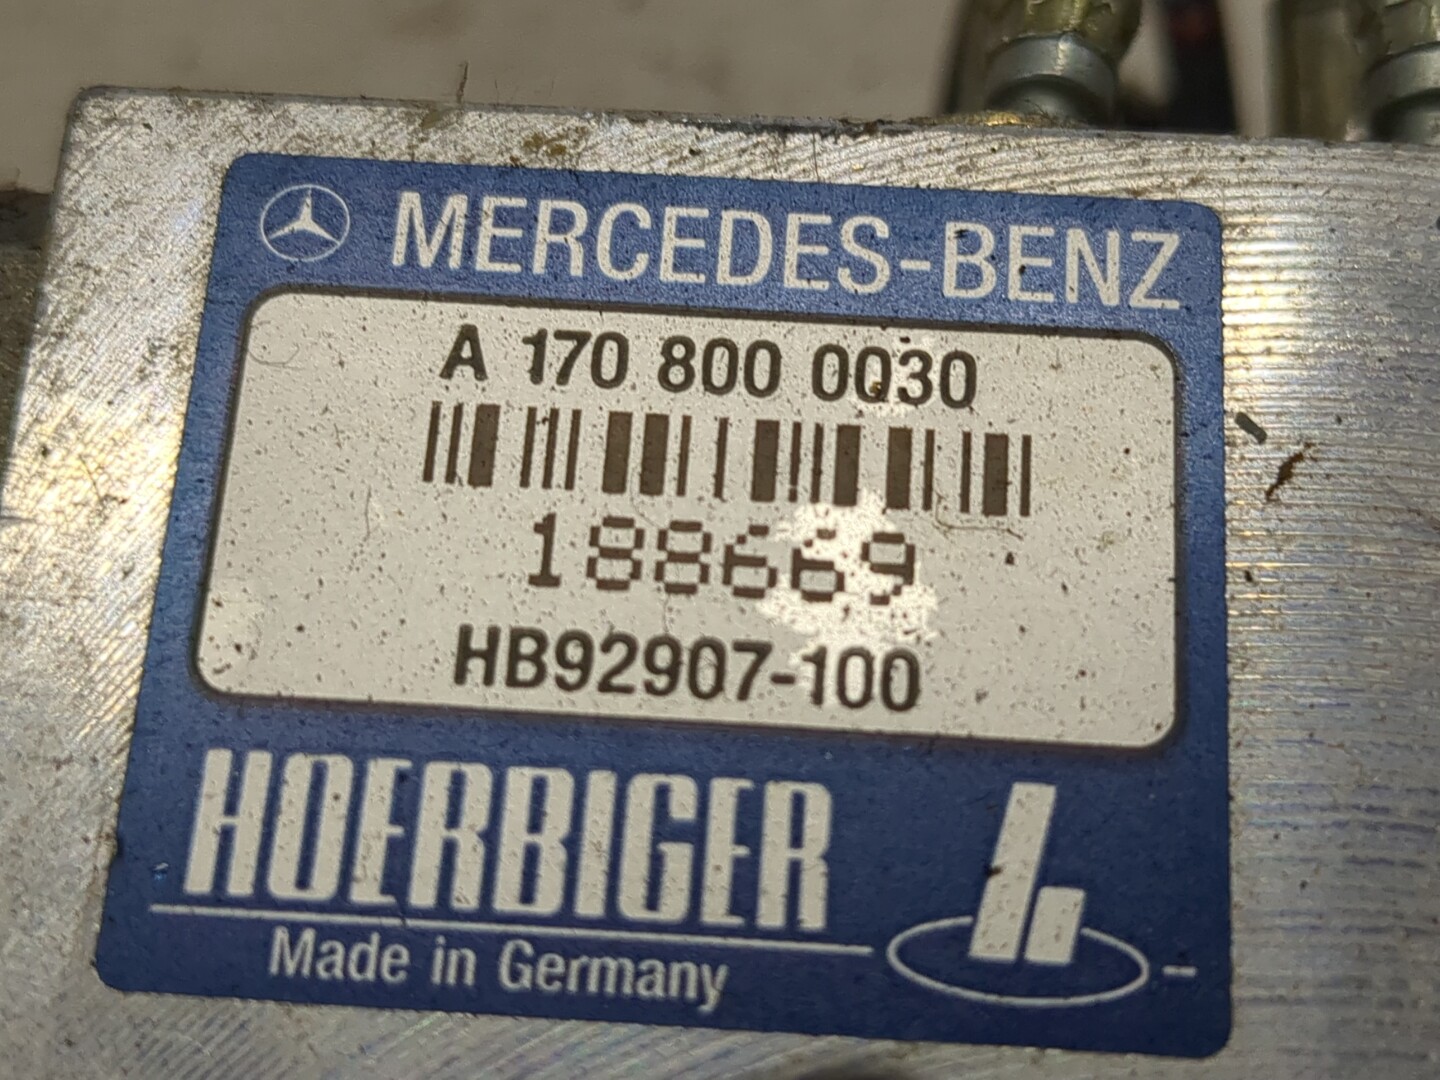 MERCEDES-BENZ
A 170 800 0030
188669
HB92907-100
HOERBIGER
Made in Germany